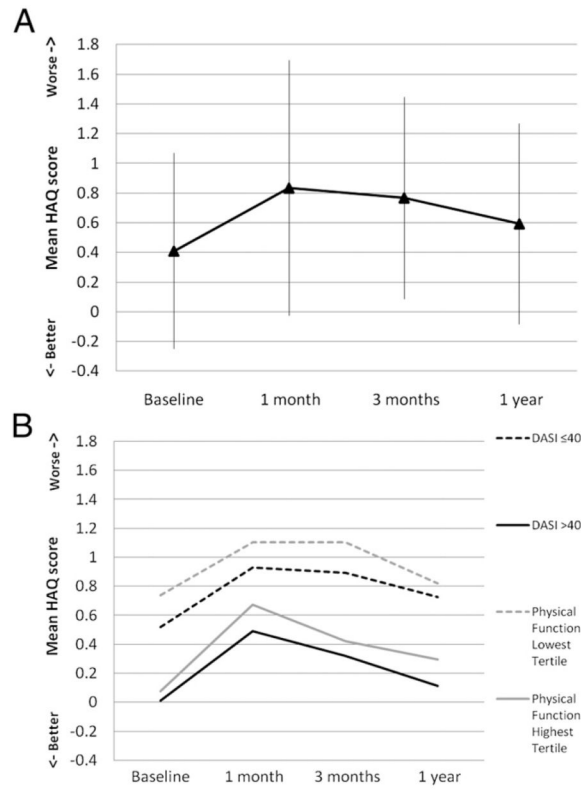 A
Worse ->
Mean HAQ score
<- Better
1.8
1.6
1.4
1.2
1
0.8
0.6
0.4
0.2
0
-0.2
-0.4
Baseline 1 month 3 months 1 year
B
Worse ->
Mean HAQ score
<- Better
1.8
1.6
1.4
1.2
1
0.8
0.6
0.4
0.2
0
-0.2
-0.4
Baseline 1 month 3 months 1 year
DASI ≤40
DASI >40
Physical
Function
Lowest
Tertile
Physical
Function
Highest
Tertile